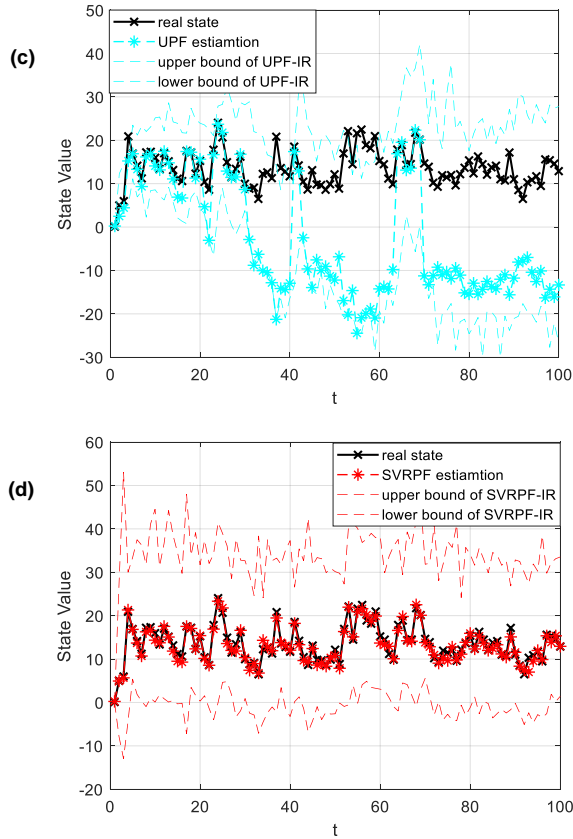 (c)
50
40
30
20
10
0
-10
-20
-30
State Value
real state
UPF estiamtion
upper bound of UPF-IR
lower bound of UPF-IR
0 20 40 60 80 100
t
(d)
60
50
40
30
20
10
0
-10
-20
State Value
real state
SVRPF estiamtion
upper bound of SVRPF-IR
lower bound of SVRPF-IR
0 20 40 60 80 100
t